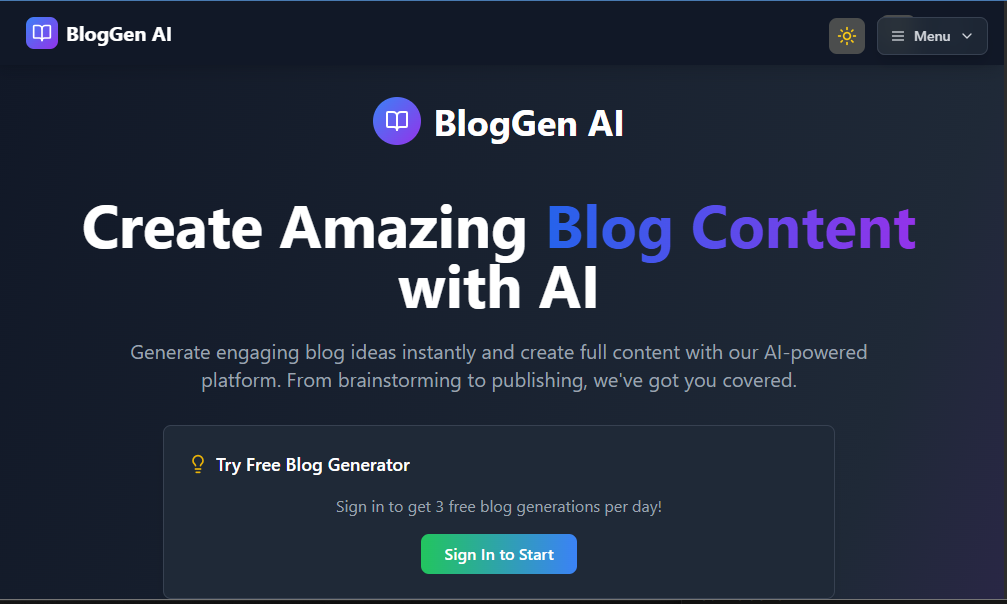 BlogGen AI
Menu
BlogGen AI
Create Amazing Blog Content
with AI
Generate engaging blog ideas instantly and create full content with our AI-powered
platform. From brainstorming to publishing, we've got you covered.
Try Free Blog Generator
Sign in to get 3 free blog generations per day!
Sign In to Start